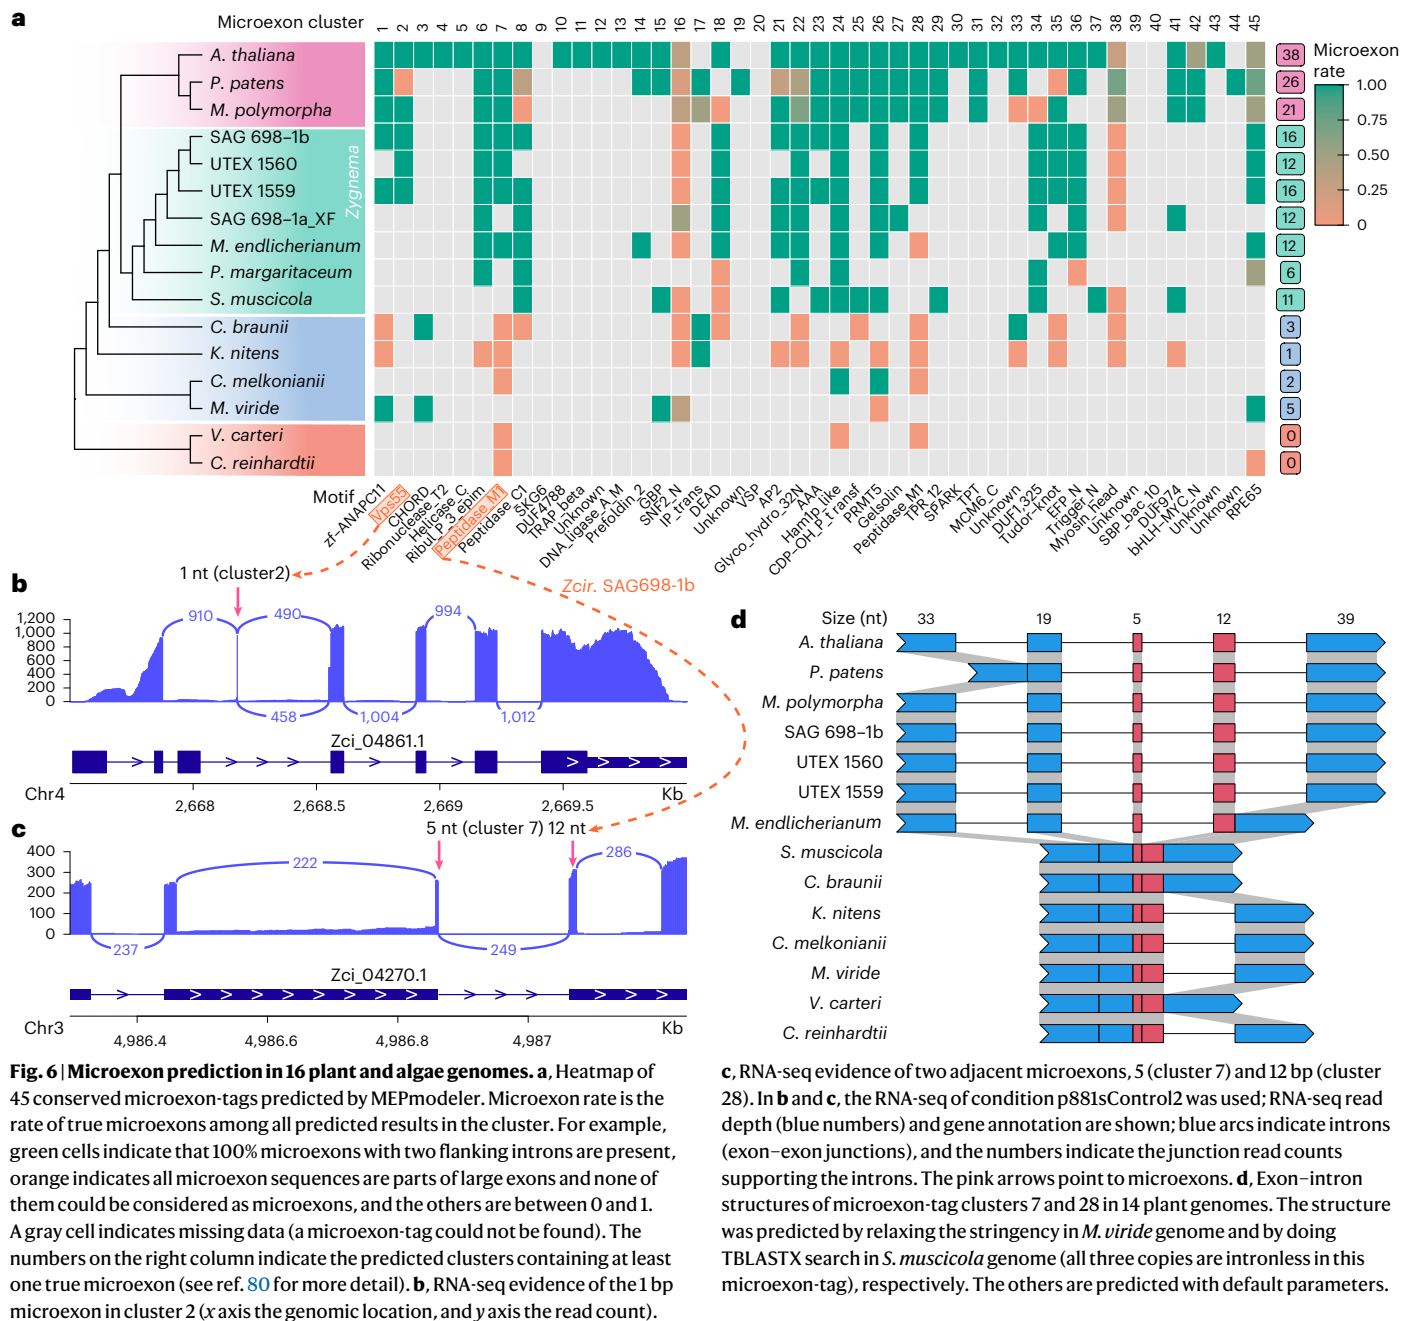 a
Microexon cluster
1 2 3 4 5 6 7 8 9 10 11 12 13 14 15 16 17 18 19 20 21 22 23 24 25 26 27 28 29 30 31 32 33 34 35 36 37 38 39 40 41 42 43 44 45
Microexon
rate
1.00
0.75
0.50
0.25
0
A. thaliana 38
P. patens 26
M. polymorpha 21
SAG 698–1b 16
UTEX 1560 12
UTEX 1559 16
SAG 698–1a_XF 12
M. endlicherianum 12
P. margaritaceum 6
S. muscicola 11
C. braunii 3
K. nitens 1
C. melkonianii 2
M. viride 5
V. carteri 0
C. reinhardtii 0
Zygnema
Motif
zf–ANAPC11
Vps55
CHORD
Ribonuclease_T2
Helicase_C
Ribul_P_3_epim
Peptidase M1
Peptidase_C1
SKG6
DUF4788
TRAP_beta
Unknown
DNA_ligase_A_M
Prefoldin_2
GBP
SNF2_N
IP_trans
DEAD
Unknown
VSP
AP2
Glyco_hydro_32N
AAA
Hamlp_like
CDP–OH_P_transf
PRMT5
Gelsolin
Peptidase_M1
TPR_12
SPARK
TPT
MCM6_C
Unknown
DUF1,325
Tudor–knot
EFP_N
Trigger_N
Myosin_head
Unknown
SBP_bac_10
DUF974
bHLH–MYC_N
Unknown
Unknown
RPE65
b
1 nt (cluster2)
Zcir. SAG698-1b
1,200
1,000
800
600
400
200
0
910 490 994
458 1,004 1,012
Zci_04861.1
Chr4
2,668 2,668.5 2,669 2,669.5
Kb
c
5 nt (cluster 7) 12 nt
400
300
200
100
0
222 286
237 249
Zci_04270.1
Chr3
4,986.4 4,986.6 4,986.8 4,987
Kb
d
Size (nt) 33 19 5 12 39
A. thaliana
P. patens
M. polymorpha
SAG 698–1b
UTEX 1560
UTEX 1559
M. endlicherianum
S. muscicola
C. braunii
K. nitens
C. melkonianii
M. viride
V. carteri
C. reinhardtii
Fig. 6 | Microexon prediction in 16 plant and algae genomes. a, Heatmap of
45 conserved microexon-tags predicted by MEPmodeler. Microexon rate is the
rate of true microexons among all predicted results in the cluster. For example,
green cells indicate that 100% microexons with two flanking introns are present,
orange indicates all microexon sequences are parts of large exons and none of
them could be considered as microexons, and the others are between 0 and 1.
A gray cell indicates missing data (a microexon-tag could not be found). The
numbers on the right column indicate the predicted clusters containing at least
one true microexon (see ref. 80 for more detail). b, RNA-seq evidence of the 1 bp
microexon in cluster 2 (x axis the genomic location, and y axis the read count).
c, RNA-seq evidence of two adjacent microexons, 5 (cluster 7) and 12 bp (cluster
28). In b and c, the RNA-seq of condition p881sControl2 was used; RNA-seq read
depth (blue numbers) and gene annotation are shown; blue arcs indicate introns
(exon–exon junctions), and the numbers indicate the junction read counts
supporting the introns. The pink arrows point to microexons. d, Exon–intron
structures of microexon-tag clusters 7 and 28 in 14 plant genomes. The structure
was predicted by relaxing the stringency in M. viride genome and by doing
TBLASTX search in S. muscicola genome (all three copies are intronless in this
microexon-tag), respectively. The others are predicted with default parameters.